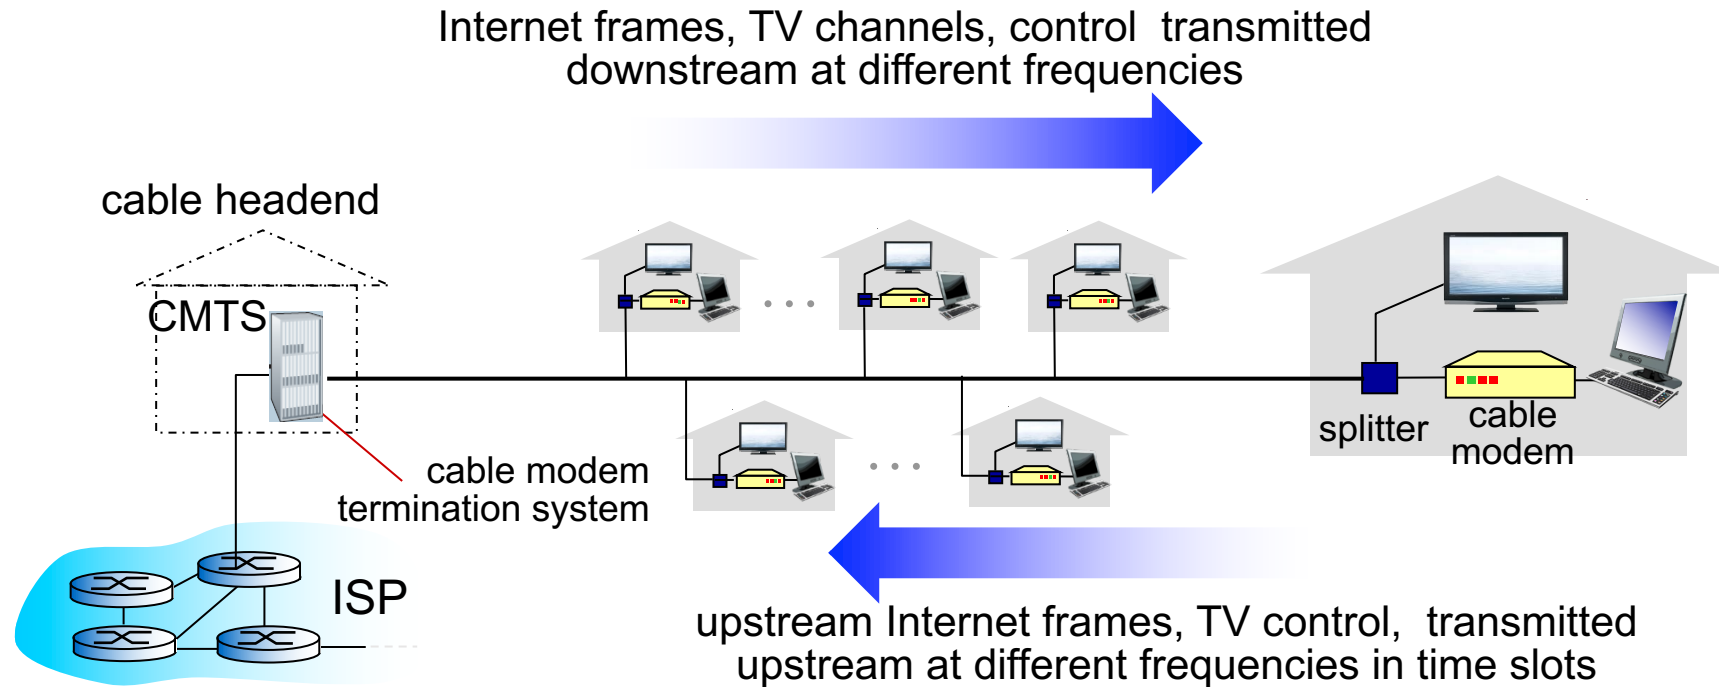 Internet frames, TV channels, control  transmitted
downstream at different frequencies
cable headend
CMTS
splitter
cable
modem
cable modem
termination system
ISP
upstream Internet frames, TV control,  transmitted
upstream at different frequencies in time slots